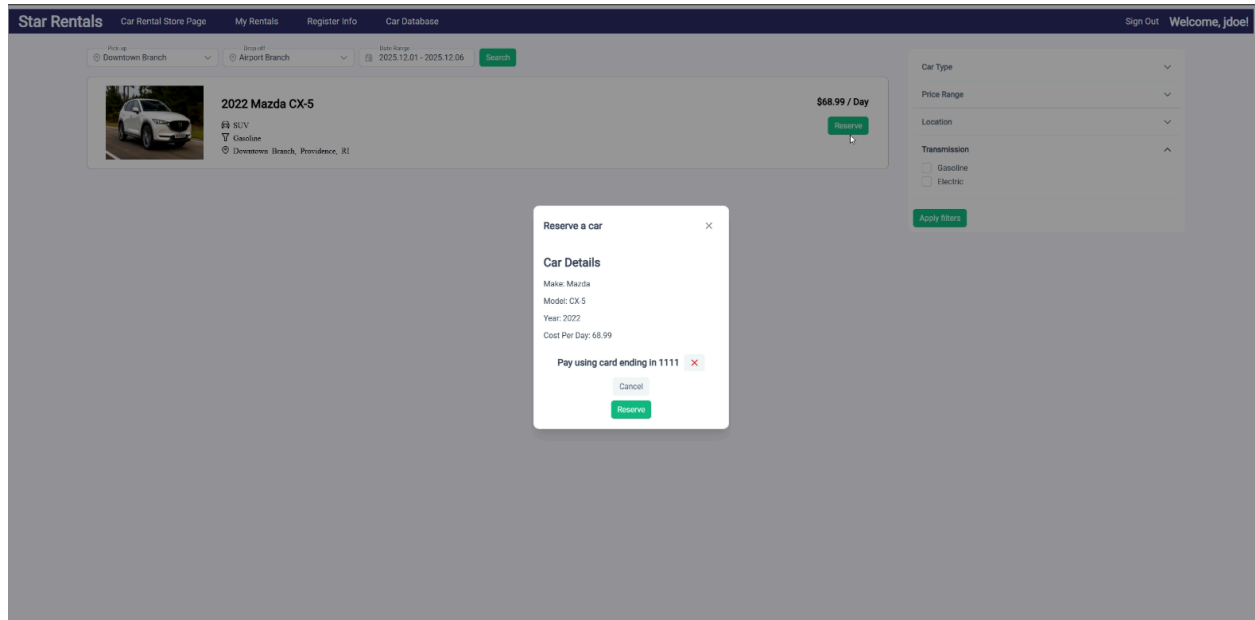 Star Rentals Car Rental Store Page My Rentals Register Info Car Database Sign Out Welcome, jdoe!
Pick up Drop off Date Range
Downtown Branch Airport Branch 2025.12.01 - 2025.12.06 Search
2022 Mazda CX-5
SUV
Gasoline
Downtown Branch, Providence, RI
$68.99 / Day
Reserve
Car Type
Price Range
Location
Transmission
Gasoline
Electric
Apply filters
Reserve a car
Car Details
Make: Mazda
Model: CX-5
Year: 2022
Cost Per Day: 68.99
Pay using card ending in 1111
Cancel
Reserve